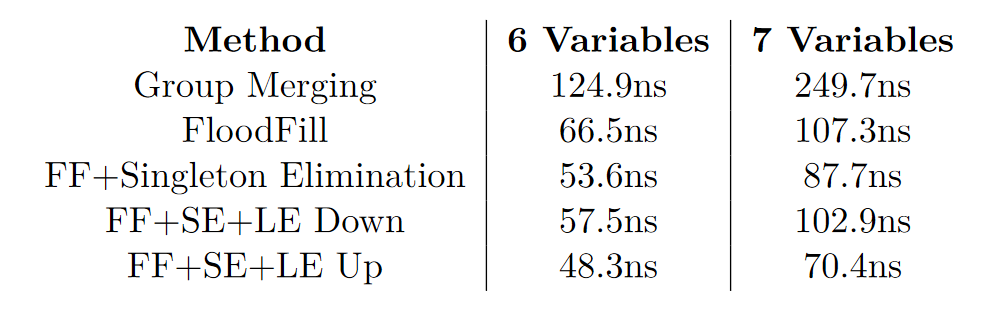 Method 6 Variables 7 Variables
Group Merging 124.9ns 249.7ns
FloodFill 66.5ns 107.3ns
FF+Singleton Elimination 53.6ns 87.7ns
FF+SE+LE Down 57.5ns 102.9ns
FF+SE+LE Up 48.3ns 70.4ns